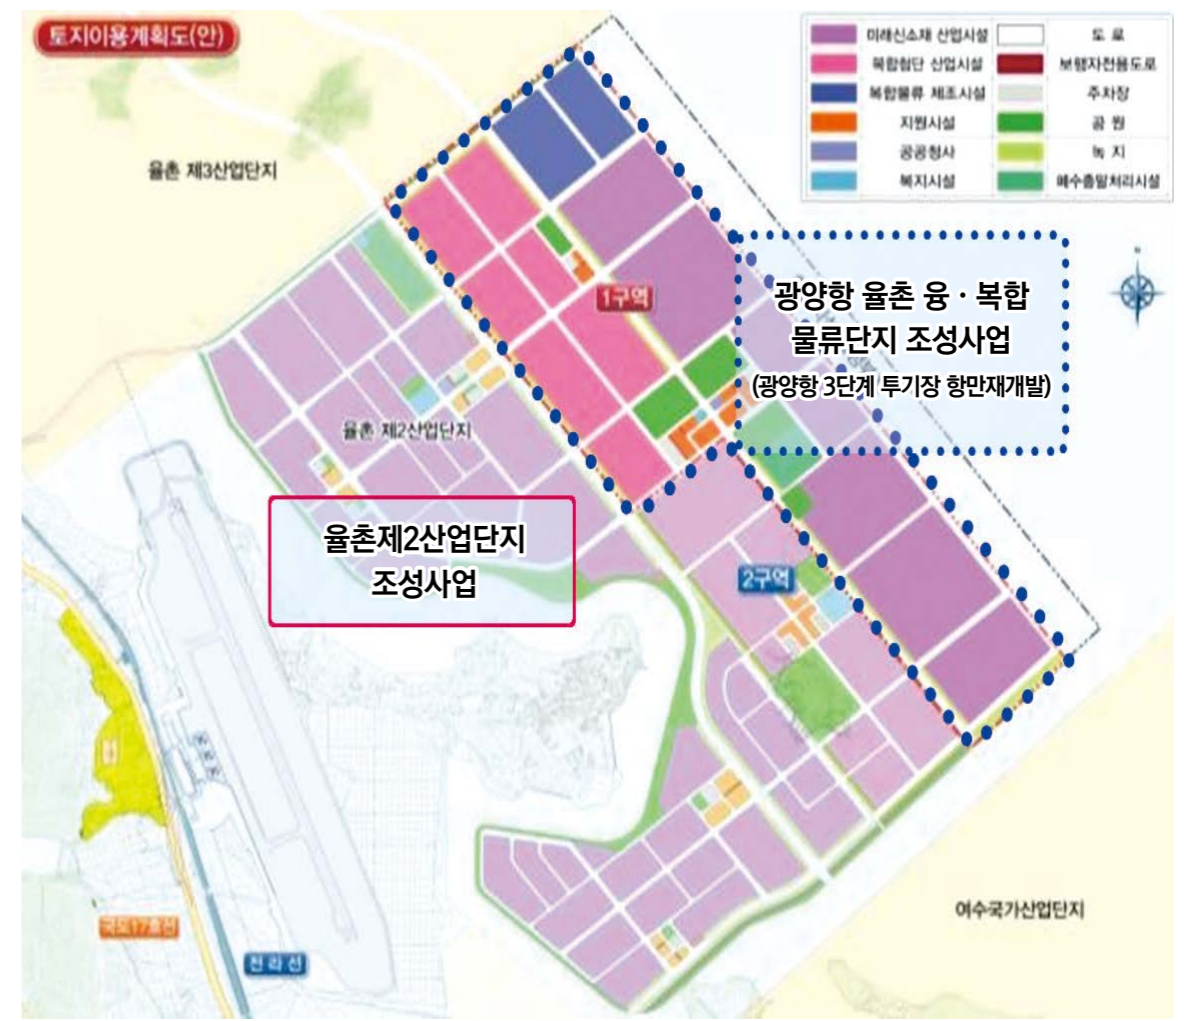 토지이용계획도(안)
미래신소재 산업시설
도 로
복합첨단 산업시설
보행자전용도로
복합물류 제조시설
주차장
지원시설
공 원
공공청사
녹 지
복지시설
폐수종말처리시설
율촌 제3산업단지
1구역
광양항 율촌 융 · 복합
물류단지 조성사업
(광양항 3단계 투기장 항만재개발)
율촌 제2산업단지
율촌제2산업단지
조성사업
2구역
여수국가산업단지
국도17호선
전 라 선